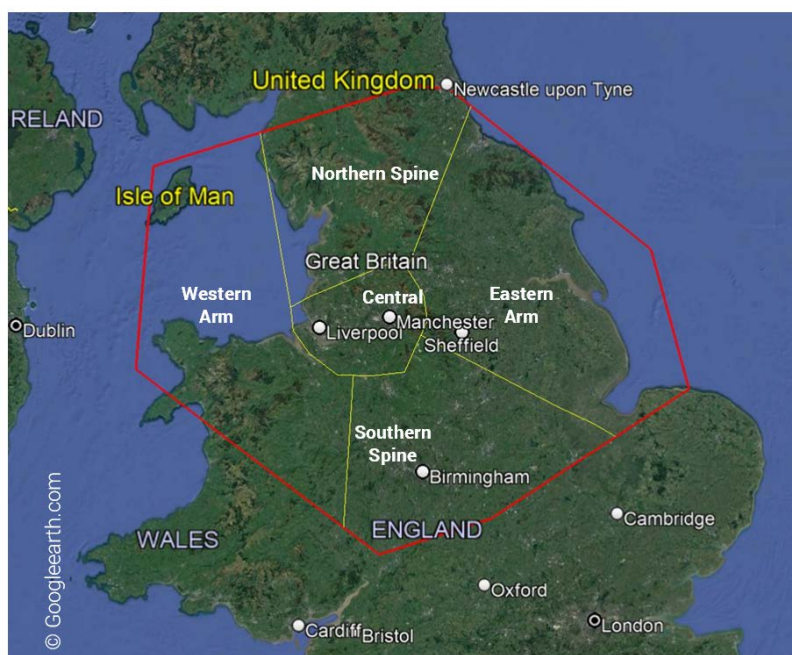 United Kingdom
Newcastle upon Tyne
RELAND
Northern Spine
Isle of Man
Great Britain
Western
Arm
Central
Eastern
Arm
Dublin
Liverpool
Manchester
Sheffield
Southern
Spine
Birmingham
WALES
ENGLAND
Cambridge
Oxford
Cardiff
Bristol
London
© Googleearth.com